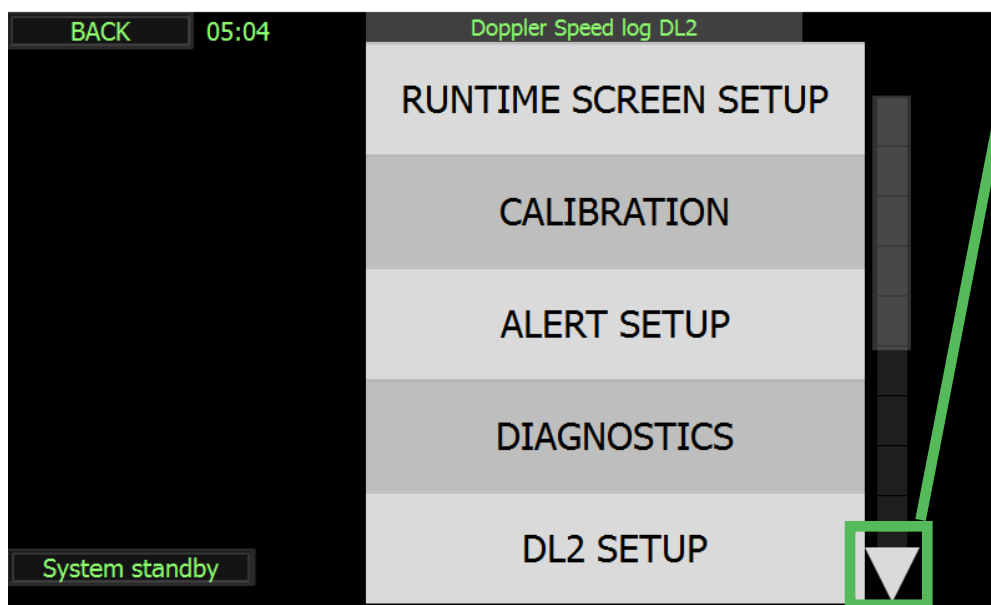 BACK 05:04 Doppler Speed log DL2
RUNTIME SCREEN SETUP
CALIBRATION
ALERT SETUP
DIAGNOSTICS
DL2 SETUP
System standby